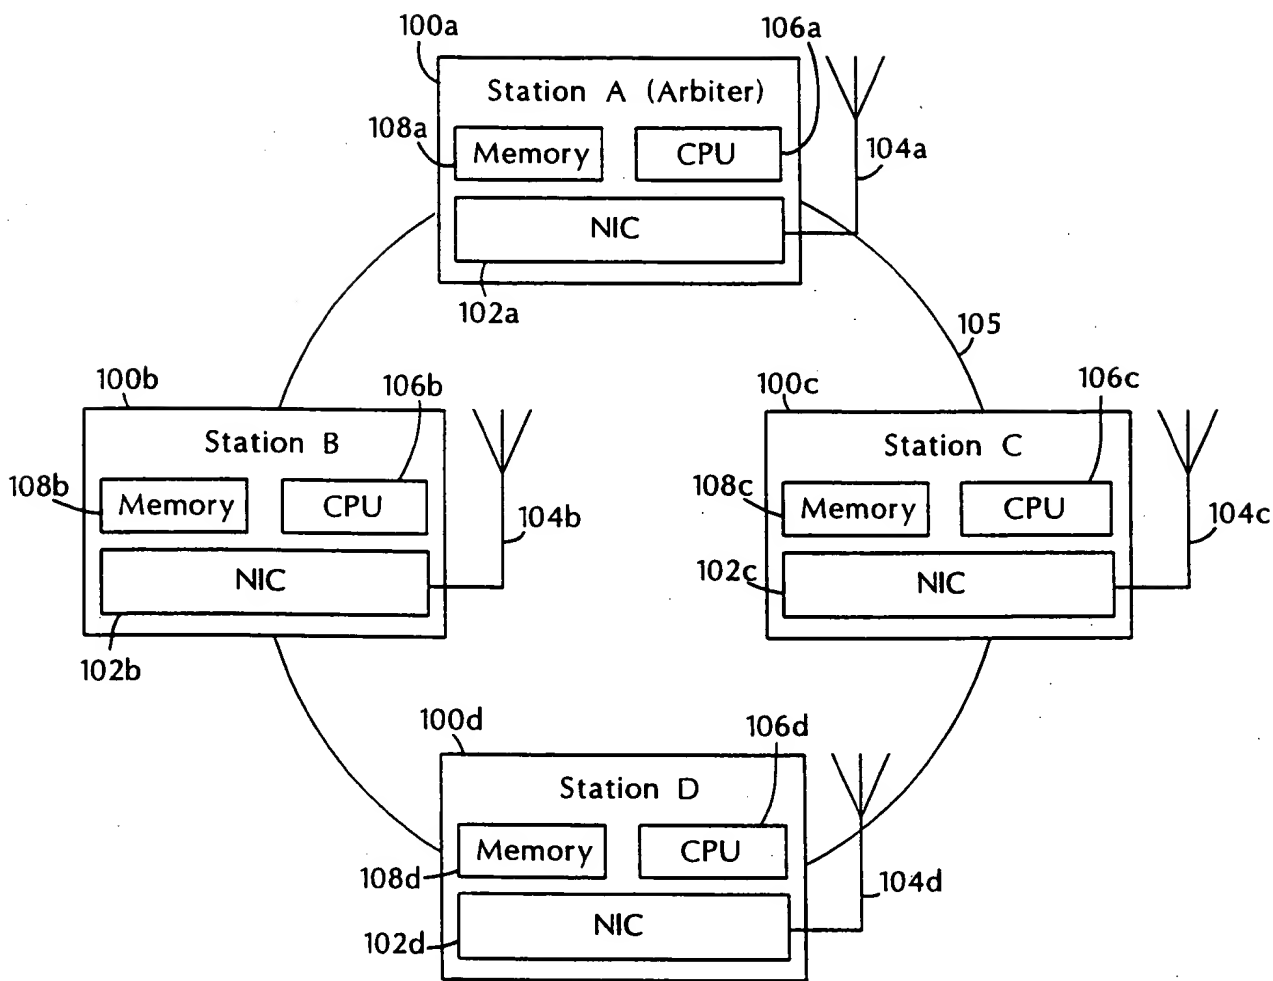 100a
106a
Station A (Arbiter)
108a
Memory
CPU
104a
NIC
102a
105
100b
106b
100c
106c
Station B
Station C
108b
Memory
CPU
104b
108c
Memory
CPU
104c
NIC
102c
NIC
102b
100d
106d
Station D
Memory
CPU
108d
104d
NIC
102d